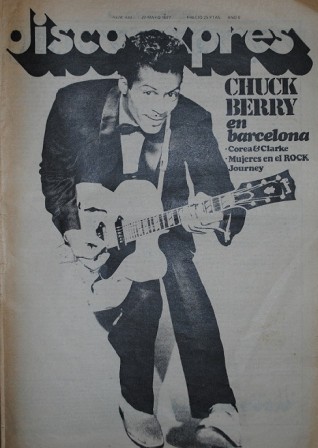 disco expres
CHUCK
BERRY
en
barcelona
·Corea & Clarke
·Mujeres en el ROCK
Journey